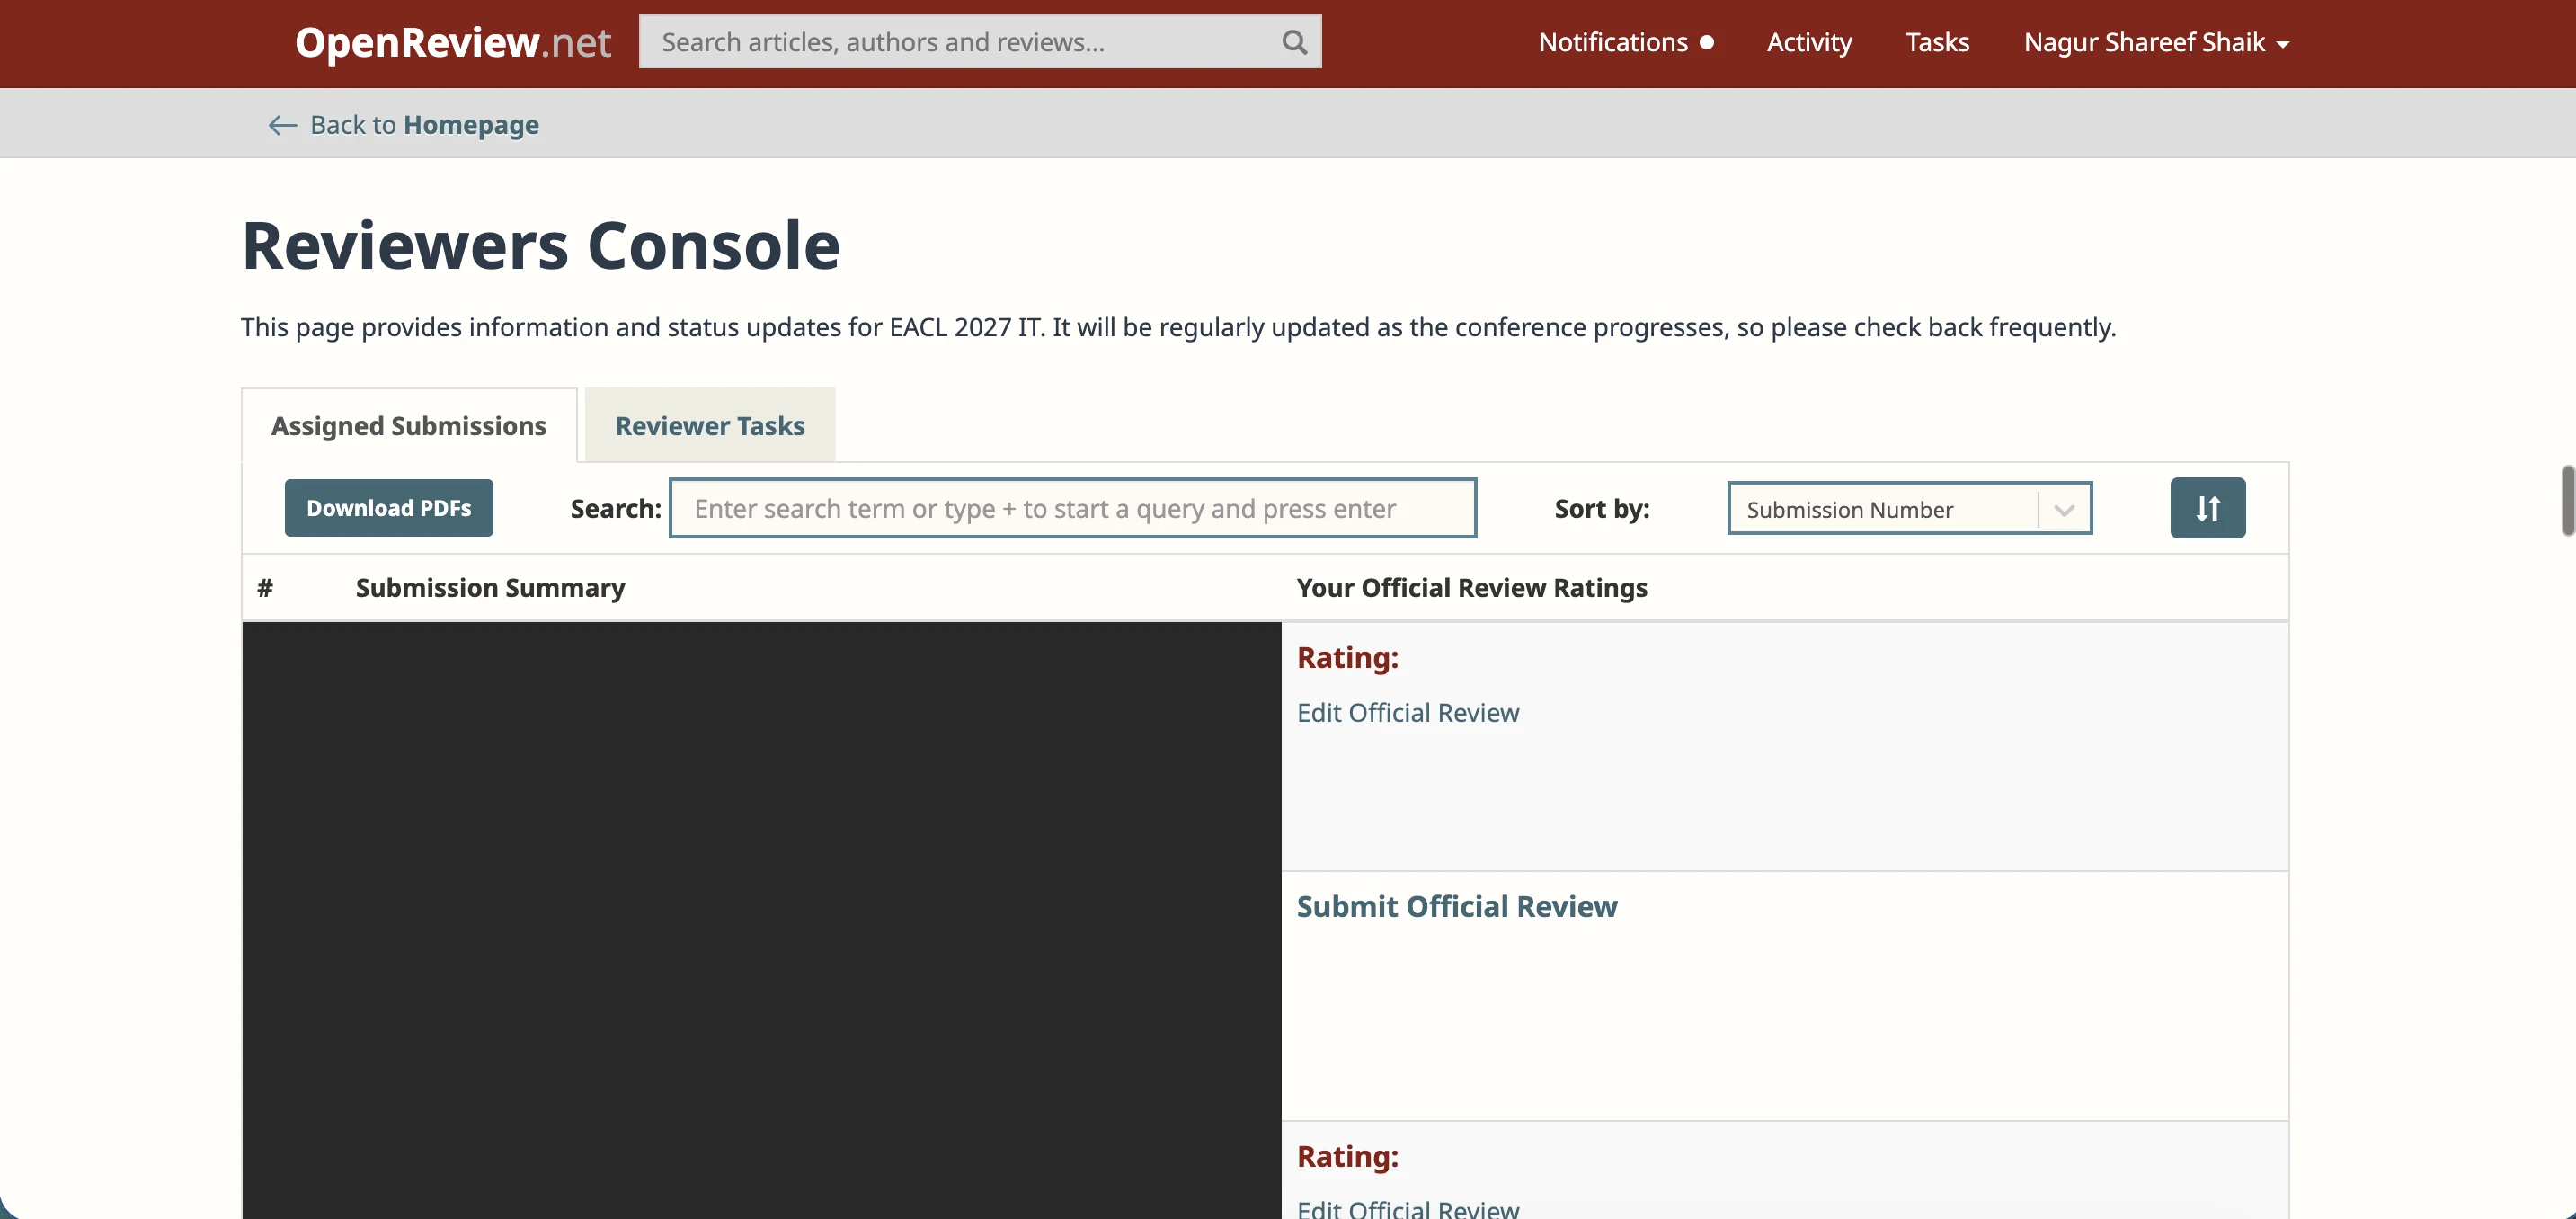 OpenReview.net
Search articles, authors and reviews...
Notifications
Activity
Tasks
Nagur Shareef Shaik
Back to Homepage
Reviewers Console
This page provides information and status updates for EACL 2027 IT. It will be regularly updated as the conference progresses, so please check back frequently.
Assigned Submissions
Reviewer Tasks
Download PDFs
Search:
Enter search term or type + to start a query and press enter
Sort by:
Submission Number
# Submission Summary
Your Official Review Ratings
Rating:
Edit Official Review
Submit Official Review
Rating:
Edit Official Review